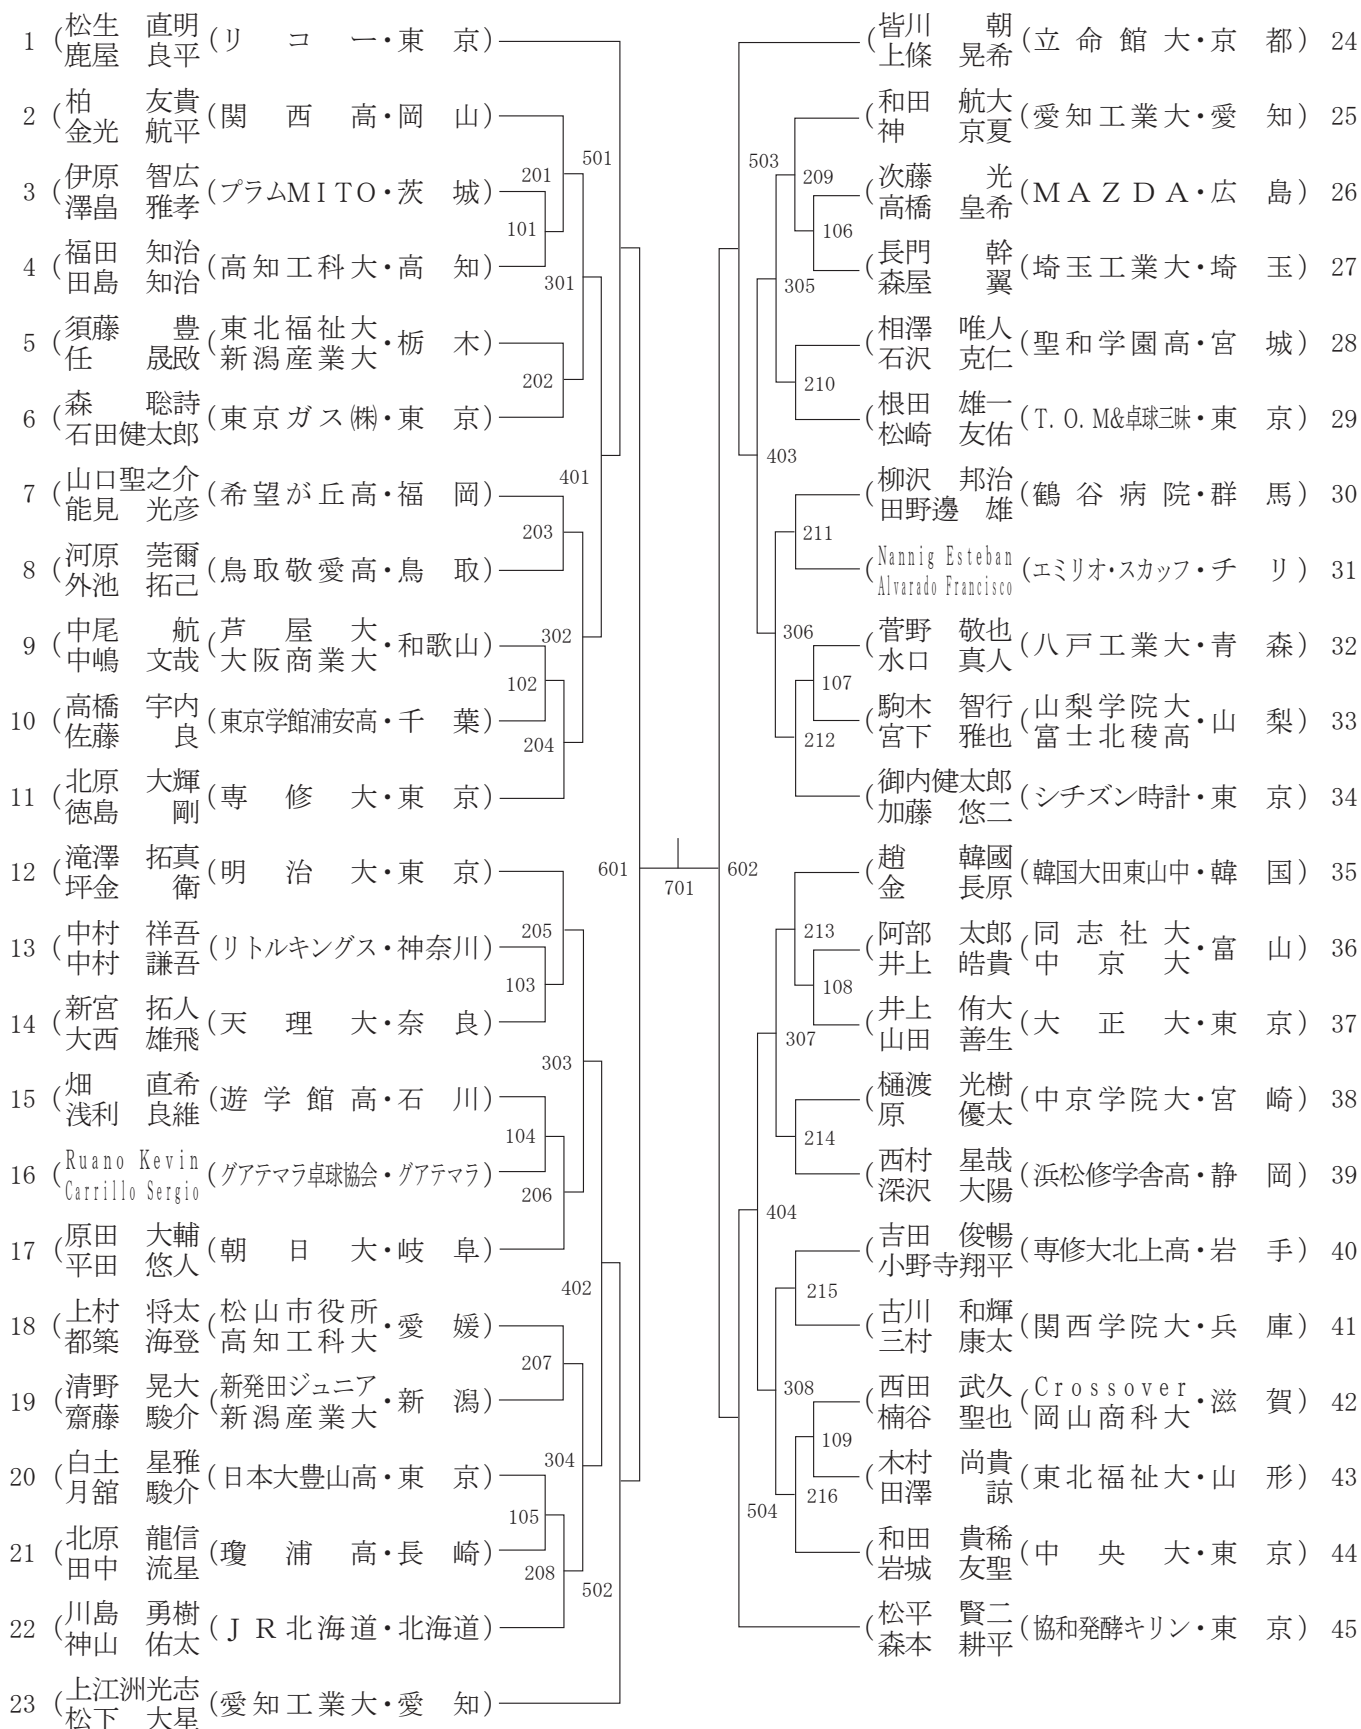 1 (松生 直明 鹿屋 良平 (リコー・東京)
2 (柏 友貴 金光 航平 (関西高・岡山)
3 (伊原 智広 澤畠 雅孝 (プラムMITO・茨城)
4 (福田 知治 田島 知治 (高知工科大・高知)
5 (須藤 豊 任 晟敃 (東北福祉大 新潟産業大・栃木)
6 (森 聡詩 石田健太郎 (東京ガス㈱・東京)
7 (山口聖之介 能見 光彦 (希望が丘高・福岡)
8 (河原 莞爾 外池 拓己 (鳥取敬愛高・鳥取)
9 (中尾 航 中嶋 文哉 (芦屋大 大阪商業大・和歌山)
10 (高橋 宇内 佐藤 良 (東京学館浦安高・千葉)
11 (北原 大輝 徳島 剛 (専修大・東京)
12 (滝澤 拓真 坪金 衛 (明治大・東京)
13 (中村 祥吾 中村 謙吾 (リトルキングス・神奈川)
14 (新宮 拓人 大西 雄飛 (天理大・奈良)
15 (畑 直希 浅利 良維 (遊学館高・石川)
16 (Ruano Kevin Carrillo Sergio (グアテマラ卓球協会・グアテマラ)
17 (原田 大輔 平田 悠人 (朝日大・岐阜)
18 (上村 将太 都築 海登 (松山市役所 高知工科大・愛媛)
19 (清野 晃大 齋藤 駿介 (新発田ジュニア 新潟産業大・新潟)
20 (白土 星雅 月舘 駿介 (日本大豊山高・東京)
21 (北原 龍信 田中 流星 (瓊浦高・長崎)
22 (川島 勇樹 神山 佑太 (JR北海道・北海道)
23 (上江洲光志 松下 大星 (愛知工業大・愛知)
101
102
103
104
105
201
202
203
204
205
206
207
208
301
302
303
304
401
402
501
502
601
701
602
503
504
403
404
305
306
307
308
209
210
211
212
213
214
215
216
106
107
108
109
(皆川 朝 上條 晃希 (立命館大・京都) 24
(和田 航大 神 京夏 (愛知工業大・愛知) 25
(次藤 光 高橋 皇希 (MAZDA・広島) 26
(長門 幹 森屋 翼 (埼玉工業大・埼玉) 27
(相澤 唯人 石沢 克仁 (聖和学園高・宮城) 28
(根田 雄一 松崎 友佑 (T.O.M&卓球三昧・東京) 29
(柳沢 邦治 田野邊 雄 (鶴谷病院・群馬) 30
(Nannig Esteban Alvarado Francisco (エミリオ・スカッフ・チリ) 31
(菅野 敬也 水口 真人 (八戸工業大・青森) 32
(駒木 智行 宮下 雅也 (山梨学院大 富士北稜高・山梨) 33
(御内健太郎 加藤 悠二 (シチズン時計・東京) 34
(趙 韓國 金 長原 (韓国大田東山中・韓国) 35
(阿部 太郎 井上 皓貴 (同志社大 中京大・富山) 36
(井上 侑大 山田 善生 (大正大・東京) 37
(樋渡 光樹 原 優太 (中京学院大・宮崎) 38
(西村 星哉 深沢 大陽 (浜松修学舎高・静岡) 39
(吉田 俊暢 小野寺翔平 (専修大北上高・岩手) 40
(古川 和輝 三村 康太 (関西学院大・兵庫) 41
(西田 武久 楠谷 聖也 (Crossover 岡山商科大・滋賀) 42
(木村 尚貴 田澤 諒 (東北福祉大・山形) 43
(和田 貴稀 岩城 友聖 (中央大・東京) 44
(松平 賢二 森本 耕平 (協和発酵キリン・東京) 45